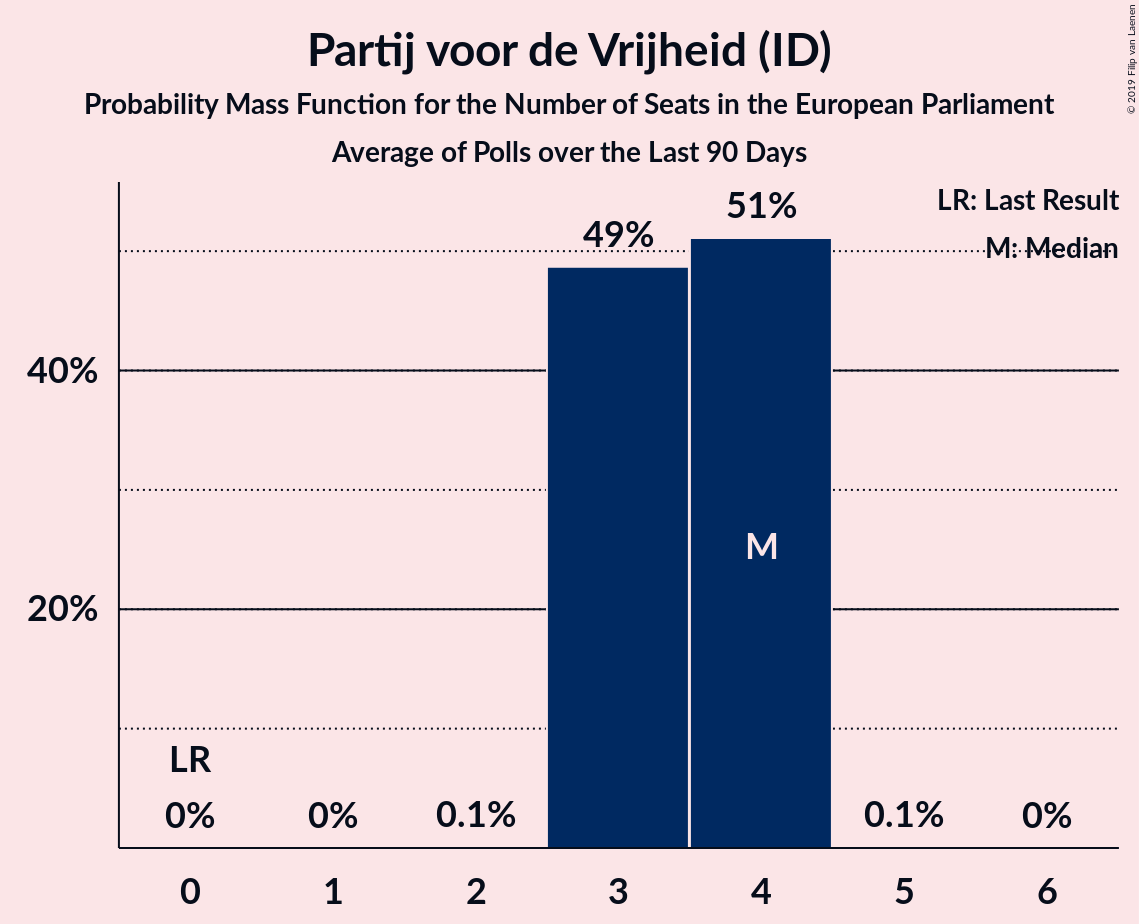 Partij voor de Vrijheid (ID)
Probability Mass Function for the Number of Seats in the European Parliament
Average of Polls over the Last 90 Days
© 2019 Filip van Laenen
LR: Last Result
M: Median
51%
49%
40%
20%
M
LR
0%
0%
0.1%
0.1%
0%
0 1 2 3 4 5 6